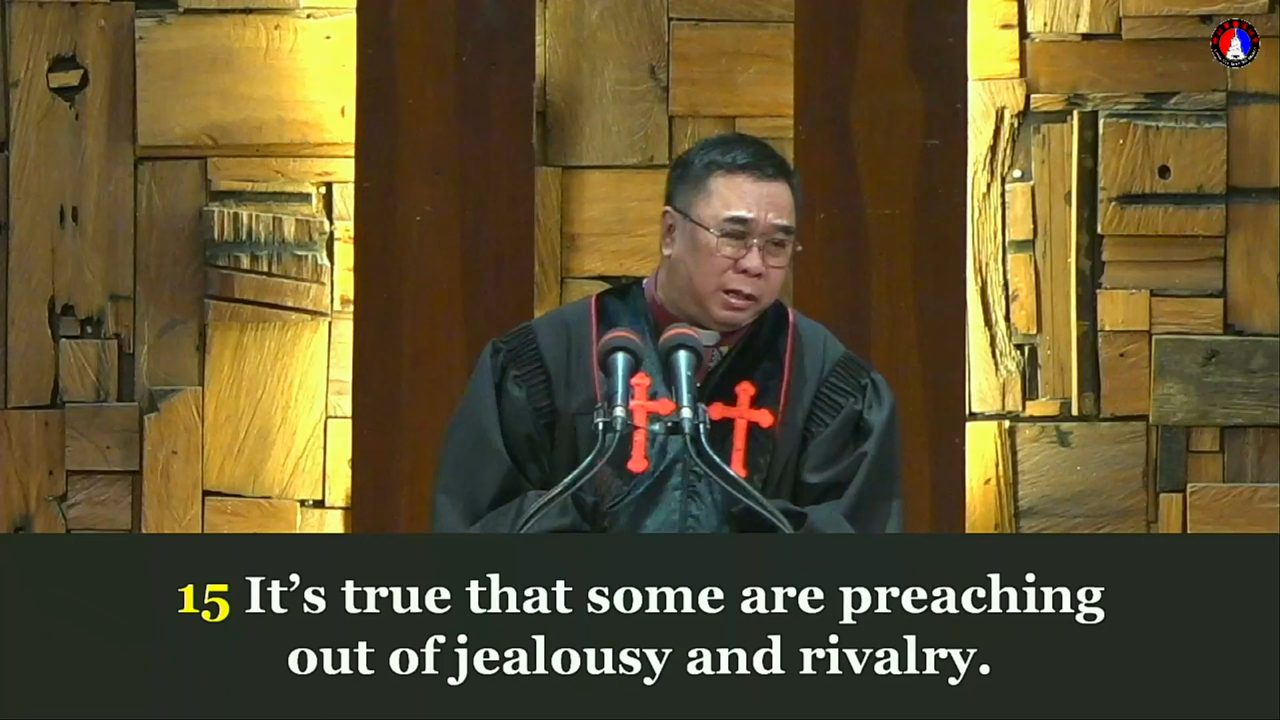 15 It’s true that some are preaching
out of jealousy and rivalry.